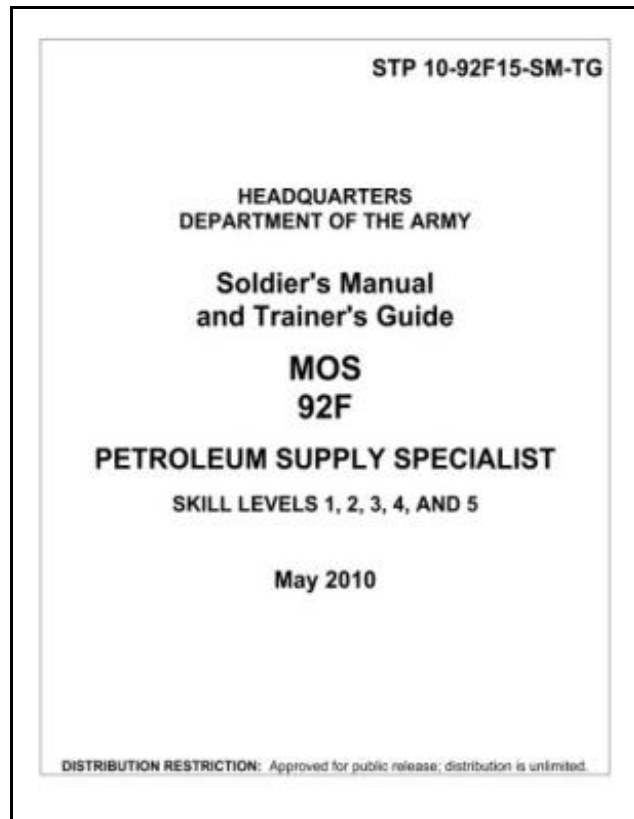 STP 10-92F15-SM-TG
HEADQUARTERS
DEPARTMENT OF THE ARMY
Soldier's Manual
and Trainer's Guide
MOS
92F
PETROLEUM SUPPLY SPECIALIST
SKILL LEVELS 1, 2, 3, 4, AND 5
May 2010
DISTRIBUTION RESTRICTION: Approved for public release; distribution is unlimited.